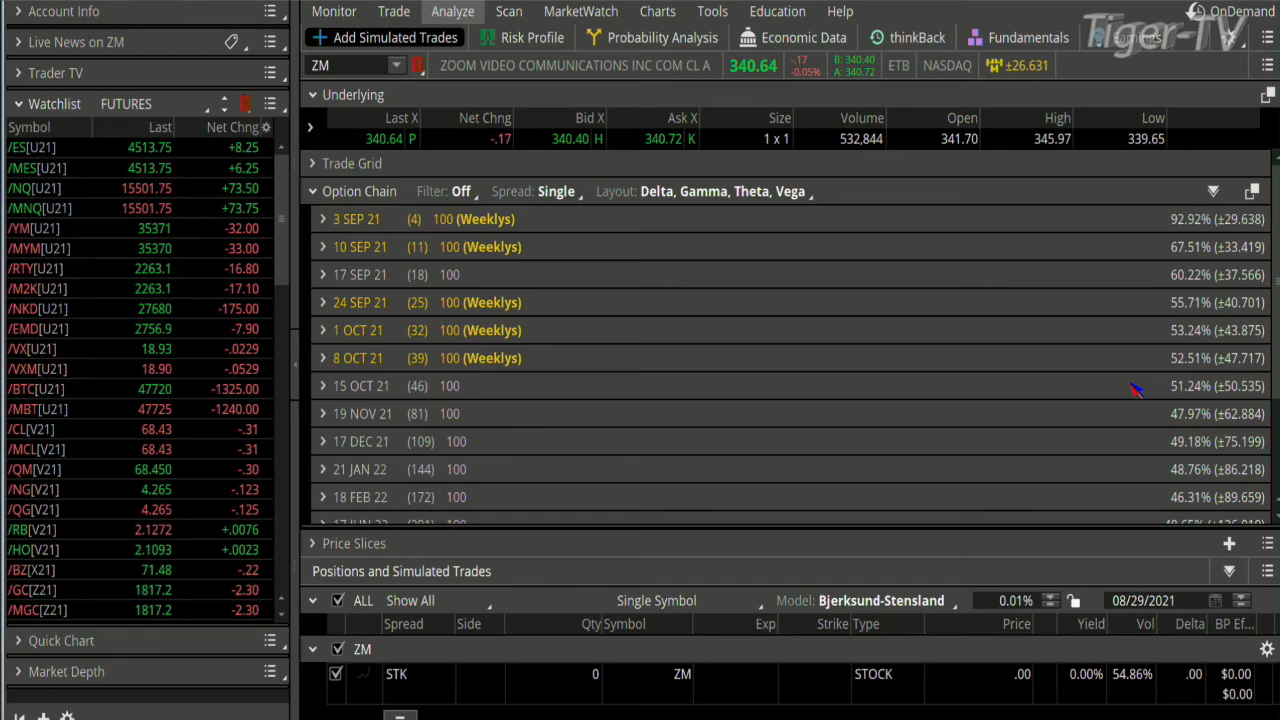 Account Info
Live News on ZM
Trader TV
Watchlist FUTURES
Symbol Last Net Chng
/ES[U21] 4513.75 +8.25
/MES[U21] 4513.75 +6.25
/NQ[U21] 15501.75 +73.50
/MNQ[U21] 15501.75 +73.75
/YM[U21] 35371 -32.00
/MYM[U21] 35370 -33.00
/RTY[U21] 2263.1 -16.80
/M2K[U21] 2263.1 -17.10
/NKD[U21] 27680 -175.00
/EMD[U21] 2756.9 -7.90
/VX[U21] 18.93 -.0229
/VXM[U21] 18.90 -.0529
/BTC[U21] 47720 -1325.00
/MBT[U21] 47725 -1240.00
/CL[V21] 68.43 -.31
/MCL[V21] 68.43 -.31
/QM[V21] 68.450 -.30
/NG[V21] 4.265 -.123
/QG[V21] 4.265 -.125
/RB[V21] 2.1272 +.0076
/HO[V21] 2.1093 +.0023
/BZ[X21] 71.48 -.22
/GC[Z21] 1817.2 -2.30
/MGC[Z21] 1817.2 -2.30
Quick Chart
Market Depth
Monitor Trade Analyze Scan MarketWatch Charts Tools Education Help OnDemand
Tiger-TV
Add Simulated Trades Risk Profile Probability Analysis Economic Data thinkBack Fundamentals Earnings
ZM ZOOM VIDEO COMMUNICATIONS INC COM CL A 340.64 -.17 -0.05% B: 340.40 A: 340.72 ETB NASDAQ ±26.631
Underlying
Last X Net Chng Bid X Ask X Size Volume Open High Low
340.64 P -.17 340.40 H 340.72 K 1 x 1 532,844 341.70 345.97 339.65
Trade Grid
Option Chain Filter: Off Spread: Single Layout: Delta, Gamma, Theta, Vega
3 SEP 21 (4) 100 (Weeklys) 92.92% (±29.638)
10 SEP 21 (11) 100 (Weeklys) 67.51% (±33.419)
17 SEP 21 (18) 100 60.22% (±37.566)
24 SEP 21 (25) 100 (Weeklys) 55.71% (±40.701)
1 OCT 21 (32) 100 (Weeklys) 53.24% (±43.875)
8 OCT 21 (39) 100 (Weeklys) 52.51% (±47.717)
15 OCT 21 (46) 100 51.24% (±50.535)
19 NOV 21 (81) 100 47.97% (±62.884)
17 DEC 21 (109) 100 49.18% (±75.199)
21 JAN 22 (144) 100 48.76% (±86.218)
18 FEB 22 (172) 100 46.31% (±89.659)
Price Slices
Positions and Simulated Trades
ALL Show All Single Symbol Model: Bjerksund-Stensland 0.01% 08/29/2021
Spread Side Qty Symbol Exp Strike Type Price Yield Vol Delta BP Ef...
ZM
STK 0 ZM STOCK .00 0.00% 54.86% .00 $0.00
$0.00